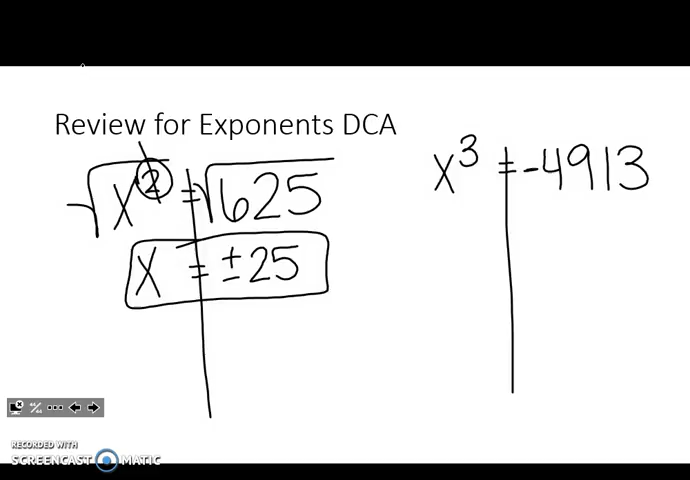 Review for Exponents DCA
√x² = √625
x = ±25
x³ = -4913
RECORDED WITH
SCREENCAST MATIC